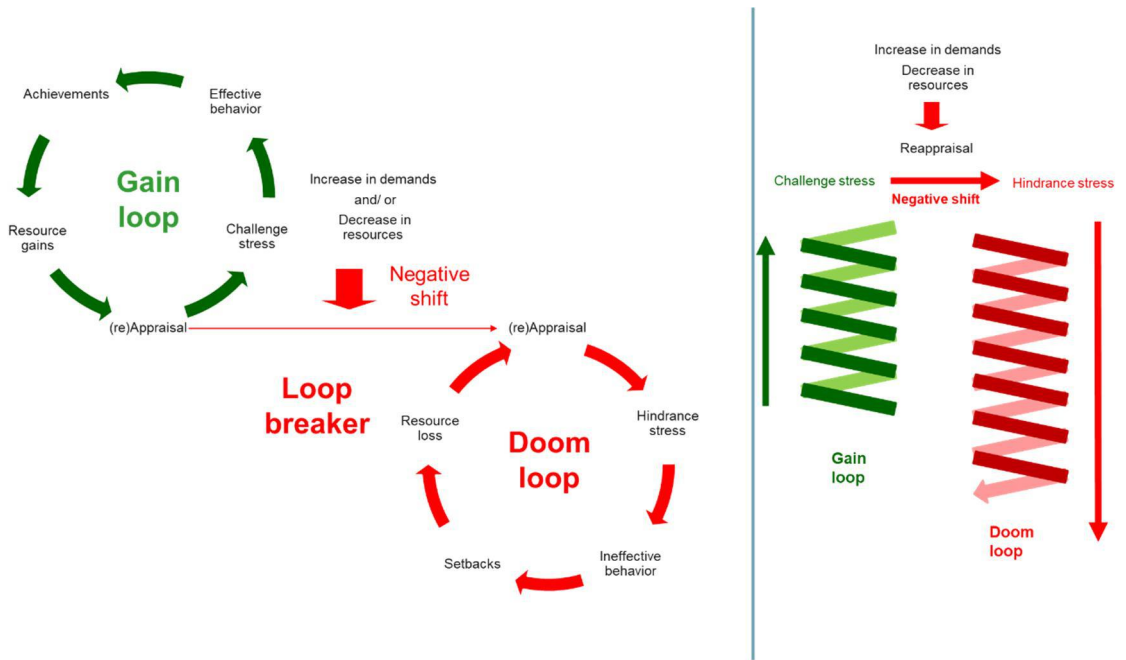 Achievements
Effective
behavior
Gain
loop
Resource
gains
Challenge
stress
(re)Appraisal
Increase in demands
and/ or
Decrease in
resources
Negative
shift
(re)Appraisal
Loop
breaker
Resource
loss
Doom
loop
Hindrance
stress
Setbacks
Ineffective
behavior
Increase in demands
Decrease in
resources
Reappraisal
Challenge stress
Negative shift
Hindrance stress
Gain
loop
Doom
loop